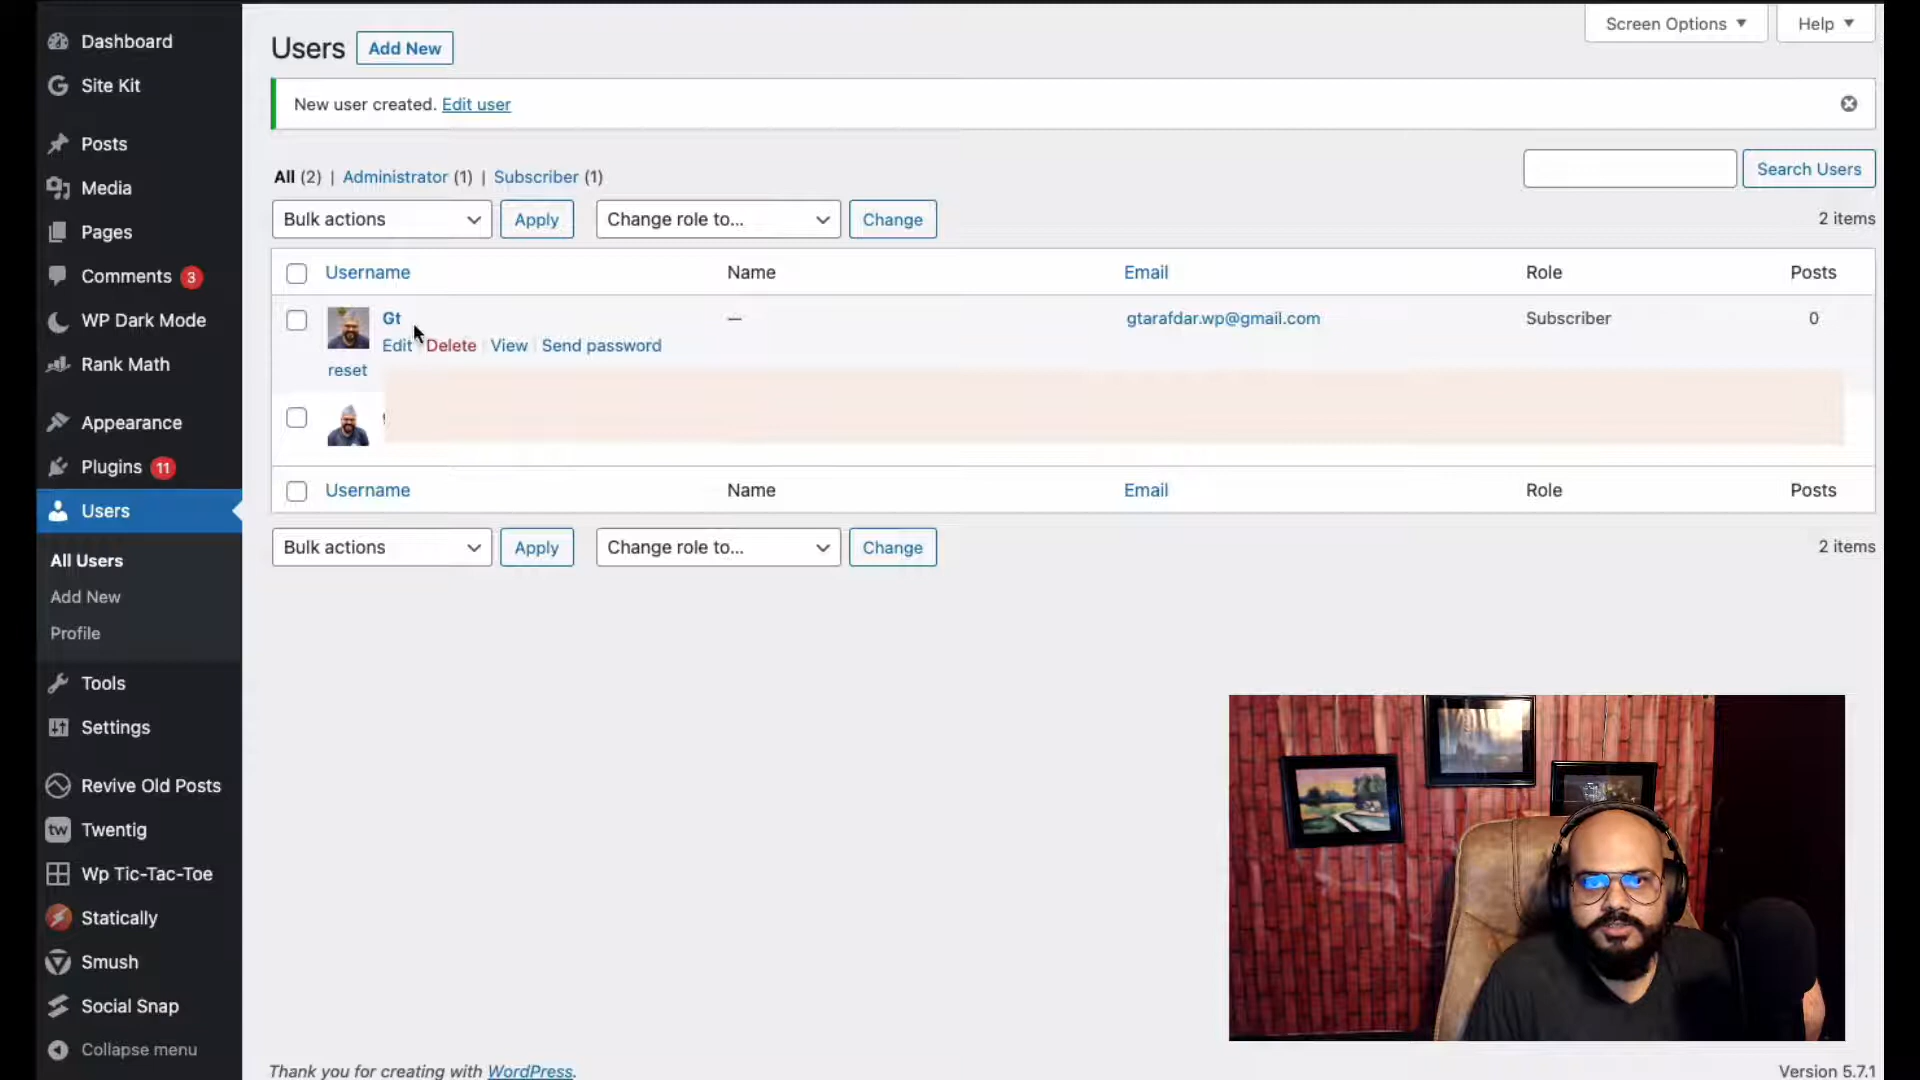 Dashboard
Site Kit
Posts
Media
Pages
Comments 3
WP Dark Mode
Rank Math
Appearance
Plugins 11
Users
All Users
Add New
Profile
Tools
Settings
Revive Old Posts
tw Twentig
Wp Tic-Tac-Toe
Statically
Smush
Social Snap
Collapse menu
Screen Options Help
Users Add New
New user created. Edit user
All (2) | Administrator (1) | Subscriber (1)
Search Users
Bulk actions Apply Change role to... Change 2 items
Username Name Email Role Posts
Gt — gtarafdar.wp@gmail.com Subscriber 0
Edit | Delete | View | Send password
reset
Username Name Email Role Posts
Bulk actions Apply Change role to... Change 2 items
Thank you for creating with WordPress. Version 5.7.1